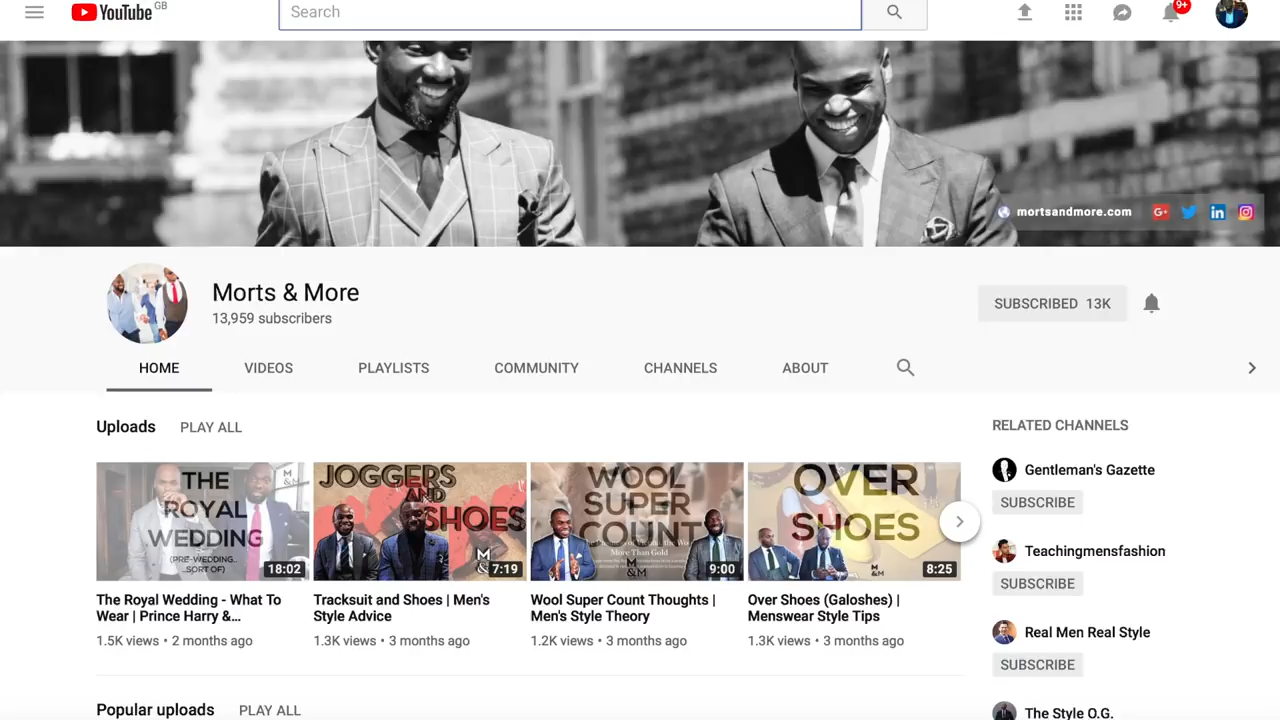 YouTube GB
Search
9+
mortsandmore.com
G+
in
Morts & More
13,959 subscribers
SUBSCRIBED 13K
HOME
VIDEOS
PLAYLISTS
COMMUNITY
CHANNELS
ABOUT
Uploads
PLAY ALL
RELATED CHANNELS
THE
ROYAL
WEDDING
(PRE-WEDDING..
SORT OF)
M
&M
18:02
JOGGERS
AND
SHOES
M
&M
7:19
WOOL
SUPER
COUNT
More Than Gold
M
&M
9:00
OVER
SHOES
M
&M
8:25
The Royal Wedding - What To
Wear | Prince Harry &...
1.5K views • 2 months ago
Tracksuit and Shoes | Men's
Style Advice
1.3K views • 3 months ago
Wool Super Count Thoughts |
Men's Style Theory
1.2K views • 3 months ago
Over Shoes (Galoshes) |
Menswear Style Tips
1.3K views • 3 months ago
Gentleman's Gazette
SUBSCRIBE
Teachingmensfashion
SUBSCRIBE
Real Men Real Style
SUBSCRIBE
The Style O.G.
Popular uploads
PLAY ALL